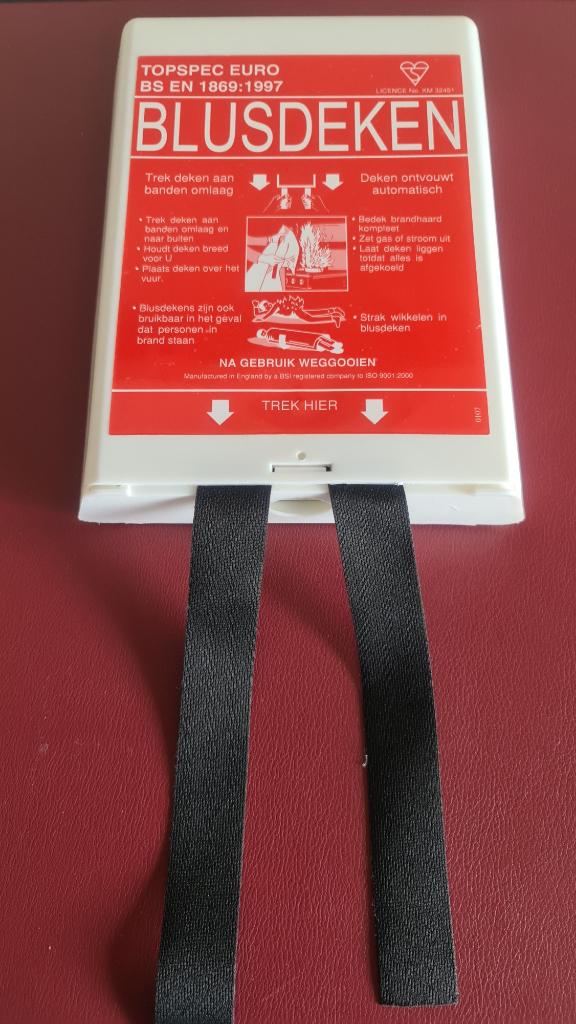 TOPSPEC EURO
BS EN 1869:1997
LICENCE No. KM 32491
BLUSDEKEN
Trek deken aan
banden omlaag
Deken ontvouwt
automatisch
• Trek deken aan
banden omlaag en
naar buiten
• Houdt deken breed
voor U
• Plaats deken over het
vuur.
• Bedek brandhaard
kompleet
• Zet gas of stroom uit
• Laat deken liggen
totdat alles is
afgekoeld
• Blusdekens zijn ook
bruikbaar in het geval
dat personen in
brand staan
• Strak wikkelen in
blusdeken
NA GEBRUIK WEGGOOIEN
Manufactured in England by a BSI registered company to ISO 9001:2000
TREK HIER
0107